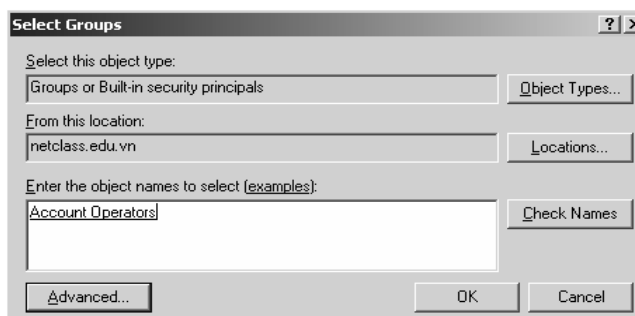 Select Groups
Select this object type:
Groups or Built-in security principals
Object Types...
From this location:
netclass.edu.vn
Locations...
Enter the object names to select (examples):
Account Operators
Check Names
Advanced...
OK
Cancel